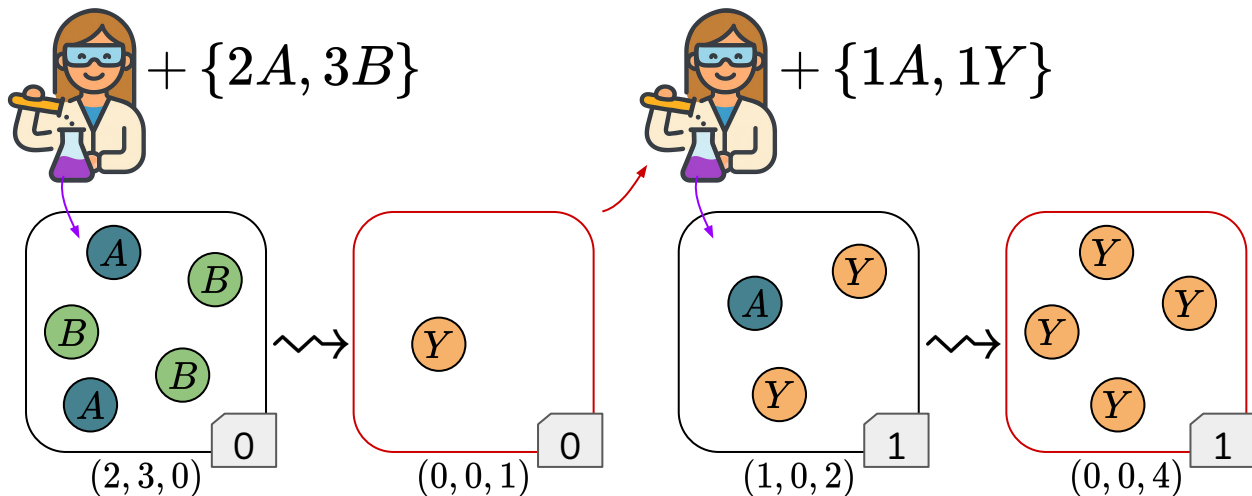 + {2A, 3B}
+ {1A, 1Y}
A
B
B
B
A
0
(2, 3, 0)
Y
0
(0, 0, 1)
Y
A
Y
1
(1, 0, 2)
Y
Y
Y
Y
1
(0, 0, 4)